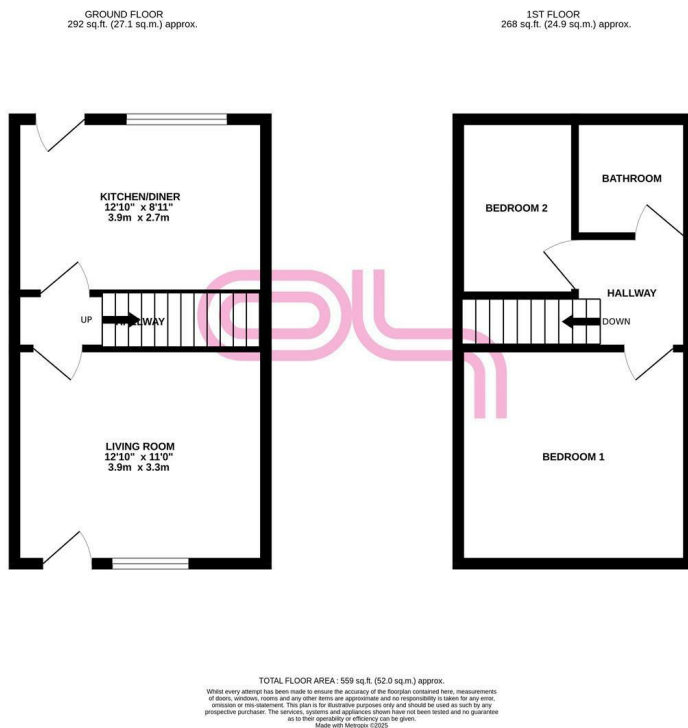 GROUND FLOOR
292 sq.ft. (27.1 sq.m.) approx.
1ST FLOOR
268 sq.ft. (24.9 sq.m.) approx.
KITCHEN/DINER
12'10" x 8'11"
3.9m x 2.7m
UP
HALLWAY
LIVING ROOM
12'10" x 11'0"
3.9m x 3.3m
BATHROOM
BEDROOM 2
HALLWAY
DOWN
BEDROOM 1
TOTAL FLOOR AREA : 559 sq.ft. (52.0 sq.m.) approx.
Whilst every attempt has been made to ensure the accuracy of the floorplan contained here, measurements
of doors, windows, rooms and any other items are approximate and no responsibility is taken for any error,
omission or mis-statement. This plan is for illustrative purposes only and should be used as such by any
prospective purchaser. The services, systems and appliances shown have not been tested and no guarantee
as to their operability or efficiency can be given.
Made with Metropix ©2025